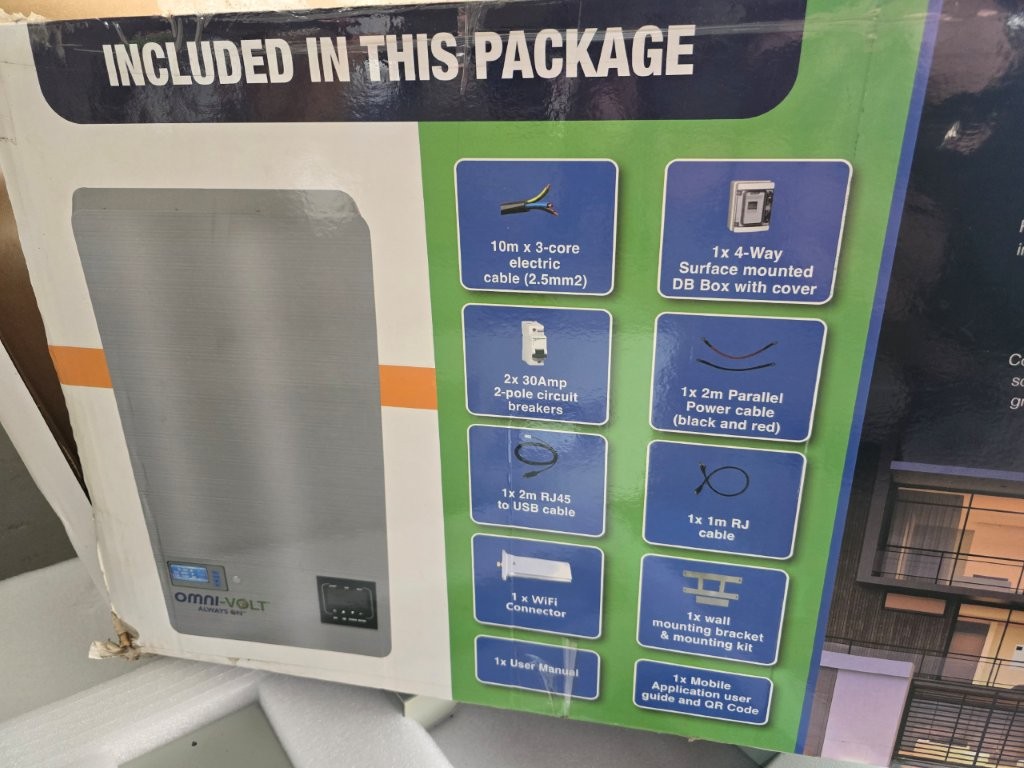 INCLUDED IN THIS PACKAGE
10m x 3-core
electric
cable (2.5mm2)
1x 4-Way
Surface mounted
DB Box with cover
2x 30Amp
2-pole circuit
breakers
1x 2m Parallel
Power cable
(black and red)
1x 2m RJ45
to USB cable
1x 1m RJ
cable
1 x WiFi
Connector
1x wall
mounting bracket
& mounting kit
1x User Manual
1x Mobile
Application user
guide and QR Code
OMNI-VOLT
ALWAYS ON